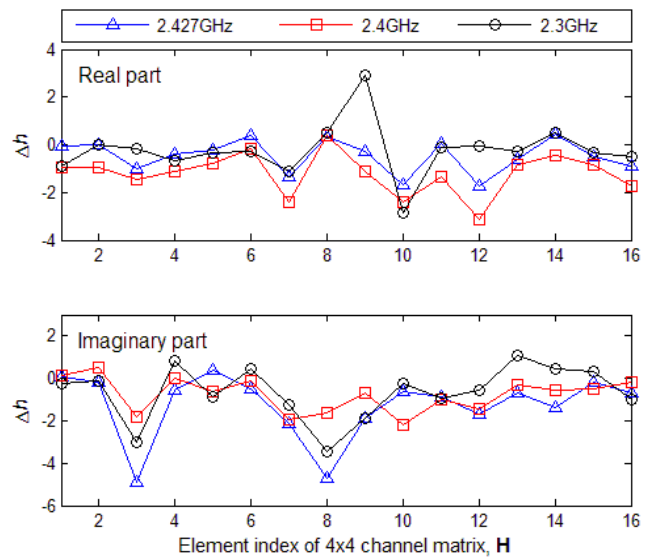 2.427GHz 2.4GHz 2.3GHz
4
Real part
2
0
Δh
-2
-4
2 4 6 8 10 12 14 16
2
Imaginary part
0
Δh
-2
-4
-6
2 4 6 8 10 12 14 16
Element index of 4x4 channel matrix, H